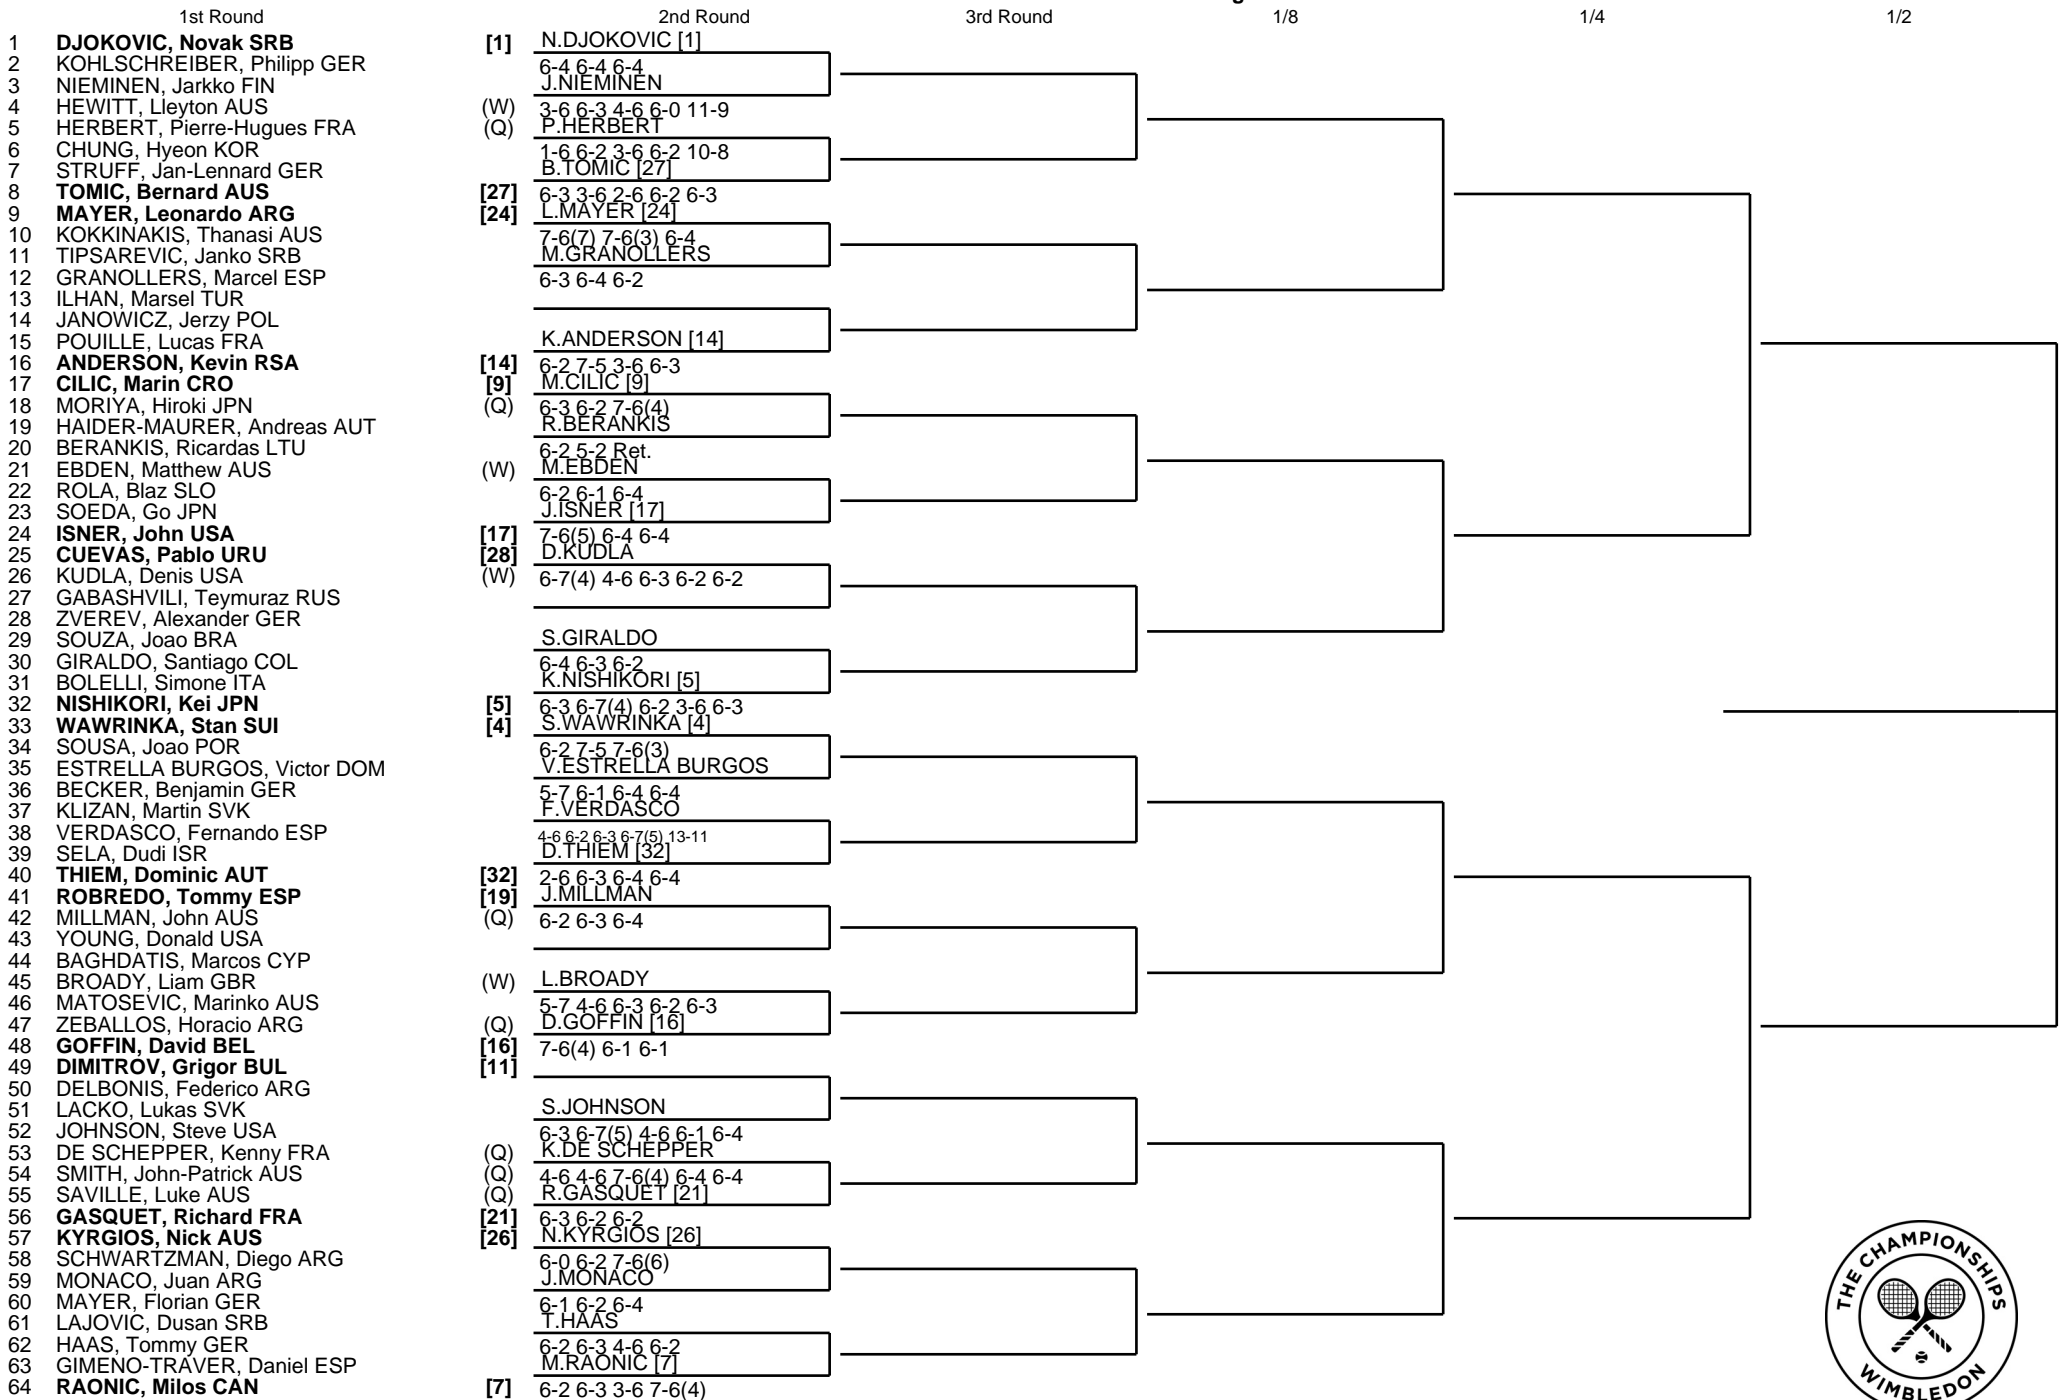 1st Round 2nd Round 3rd Round 1/8 1/4 1/2
1 DJOKOVIC, Novak SRB [1] N.DJOKOVIC [1]
2 KOHLSCHREIBER, Philipp GER 6-4 6-4 6-4
3 NIEMINEN, Jarkko FIN J.NIEMINEN
4 HEWITT, Lleyton AUS (W) 3-6 6-3 4-6 6-0 11-9
5 HERBERT, Pierre-Hugues FRA (Q) P.HERBERT
6 CHUNG, Hyeon KOR 1-6 6-2 3-6 6-2 10-8
7 STRUFF, Jan-Lennard GER B.TOMIC [27]
8 TOMIC, Bernard AUS [27] 6-3 3-6 2-6 6-2 6-3
9 MAYER, Leonardo ARG [24] L.MAYER [24]
10 KOKKINAKIS, Thanasi AUS 7-6(7) 7-6(3) 6-4
11 TIPSAREVIC, Janko SRB M.GRANOLLERS
12 GRANOLLERS, Marcel ESP 6-3 6-4 6-2
13 ILHAN, Marsel TUR
14 JANOWICZ, Jerzy POL
15 POUILLE, Lucas FRA K.ANDERSON [14]
16 ANDERSON, Kevin RSA [14] 6-2 7-5 3-6 6-3
17 CILIC, Marin CRO [9] M.CILIC [9]
18 MORIYA, Hiroki JPN (Q) 6-3 6-2 7-6(4)
19 HAIDER-MAURER, Andreas AUT R.BERANKIS
20 BERANKIS, Ricardas LTU 6-2 5-2 Ret.
21 EBDEN, Matthew AUS (W) M.EBDEN
22 ROLA, Blaz SLO 6-2 6-1 6-4
23 SOEDA, Go JPN J.ISNER [17]
24 ISNER, John USA [17] 7-6(5) 6-4 6-4
25 CUEVAS, Pablo URU [28] D.KUDLA
26 KUDLA, Denis USA (W) 6-7(4) 4-6 6-3 6-2 6-2
27 GABASHVILI, Teymuraz RUS
28 ZVEREV, Alexander GER
29 SOUZA, Joao BRA S.GIRALDO
30 GIRALDO, Santiago COL 6-4 6-3 6-2
31 BOLELLI, Simone ITA K.NISHIKORI [5]
32 NISHIKORI, Kei JPN [5] 6-3 6-7(4) 6-2 3-6 6-3
33 WAWRINKA, Stan SUI [4] S.WAWRINKA [4]
34 SOUSA, Joao POR 6-2 7-5 7-6(3)
35 ESTRELLA BURGOS, Victor DOM V.ESTRELLA BURGOS
36 BECKER, Benjamin GER 5-7 6-1 6-4 6-4
37 KLIZAN, Martin SVK F.VERDASCO
38 VERDASCO, Fernando ESP 4-6 6-2 6-3 6-7(5) 13-11
39 SELA, Dudi ISR D.THIEM [32]
40 THIEM, Dominic AUT [32] 2-6 6-3 6-4 6-4
41 ROBREDO, Tommy ESP [19] J.MILLMAN
42 MILLMAN, John AUS (Q) 6-2 6-3 6-4
43 YOUNG, Donald USA
44 BAGHDATIS, Marcos CYP
45 BROADY, Liam GBR (W) L.BROADY
46 MATOSEVIC, Marinko AUS 5-7 4-6 6-3 6-2 6-3
47 ZEBALLOS, Horacio ARG (Q) D.GOFFIN [16]
48 GOFFIN, David BEL [16] 7-6(4) 6-1 6-1
49 DIMITROV, Grigor BUL [11]
50 DELBONIS, Federico ARG
51 LACKO, Lukas SVK S.JOHNSON
52 JOHNSON, Steve USA 6-3 6-7(5) 4-6 6-1 6-4
53 DE SCHEPPER, Kenny FRA (Q) K.DE SCHEPPER
54 SMITH, John-Patrick AUS (Q) 4-6 4-6 7-6(4) 6-4 6-4
55 SAVILLE, Luke AUS (Q) R.GASQUET [21]
56 GASQUET, Richard FRA [21] 6-3 6-2 6-2
57 KYRGIOS, Nick AUS [26] N.KYRGIOS [26]
58 SCHWARTZMAN, Diego ARG 6-0 6-2 7-6(6)
59 MONACO, Juan ARG J.MONACO
60 MAYER, Florian GER 6-1 6-2 6-4
61 LAJOVIC, Dusan SRB T.HAAS
62 HAAS, Tommy GER 6-2 6-3 4-6 6-2
63 GIMENO-TRAVER, Daniel ESP M.RAONIC [7]
64 RAONIC, Milos CAN [7] 6-2 6-3 3-6 7-6(4)
THE CHAMPIONSHIPS
WIMBLEDON